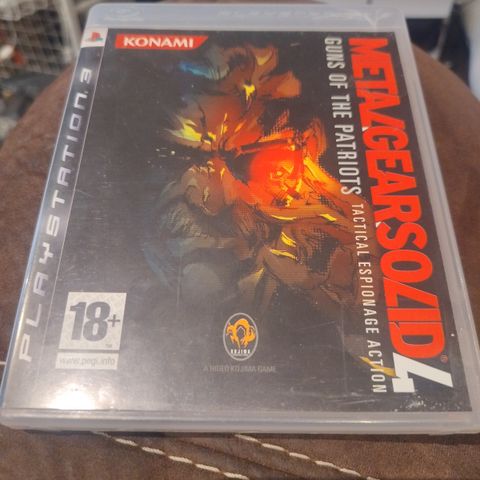 PLAYSTATION 3
KONAMI
METAL GEAR SOLID 4
GUNS OF THE PATRIOTS
TACTICAL ESPIONAGE ACTION
18+
www.pegi.info
KOJIMA
A HIDEO KOJIMA GAME